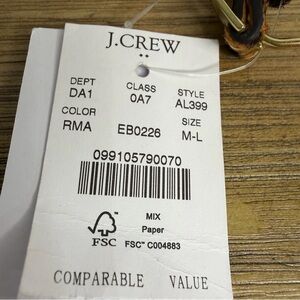 J.CREW
DEPT CLASS STYLE
DA1 0A7 AL399
COLOR SIZE
RMA EB0226 M-L
099105790070
MIX
Paper
FSC FSC™ C004883
COMPARABLE VALUE